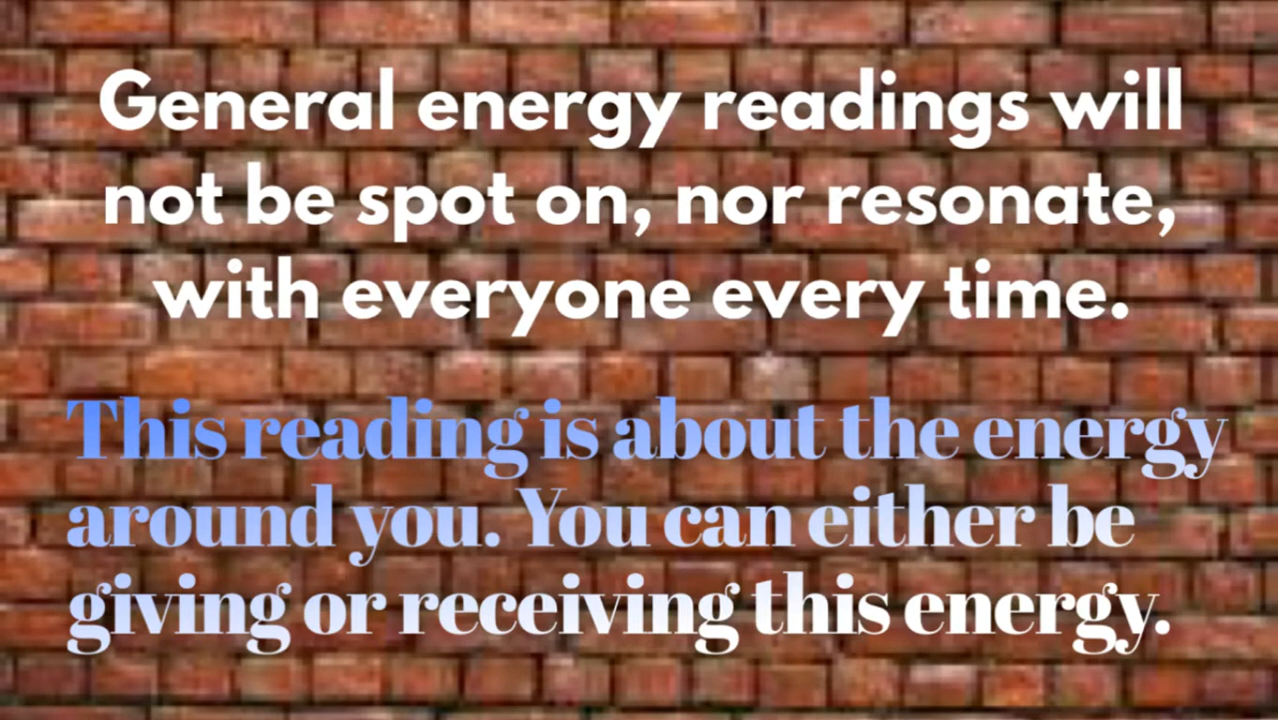 General energy readings will
not be spot on, nor resonate,
with everyone every time.
This reading is about the energy
around you. You can either be
giving or receiving this energy.